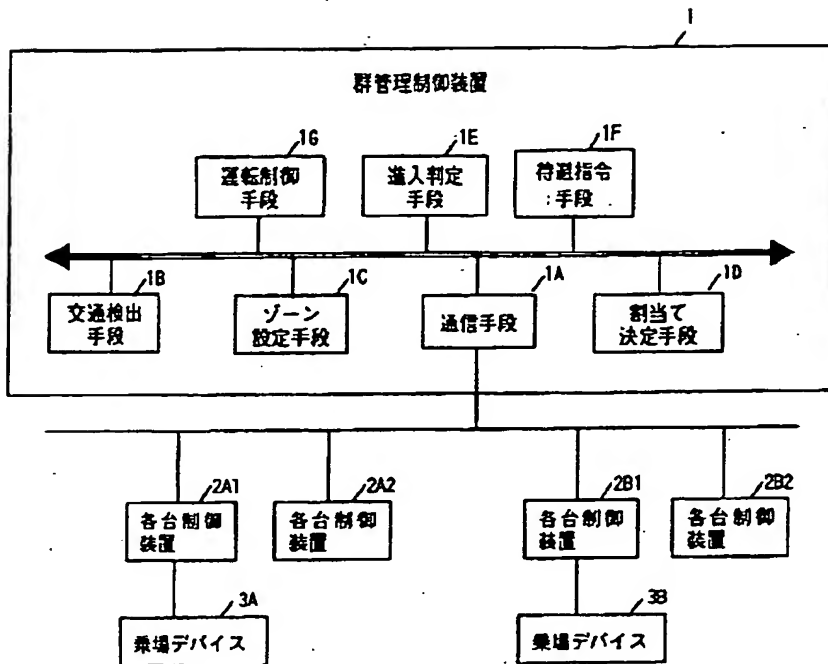 1
群管理制御装置
1G
運転制御
手段
1E
進入判定
手段
1F
待避指令
手段
1B
交通検出
手段
1C
ゾーン
設定手段
1A
通信手段
1D
割当て
決定手段
2A1
各台制御
装置
2A2
各台制御
装置
2B1
各台制御
装置
2B2
各台制御
装置
3A
乗場デバイス
3B
乗場デバイス